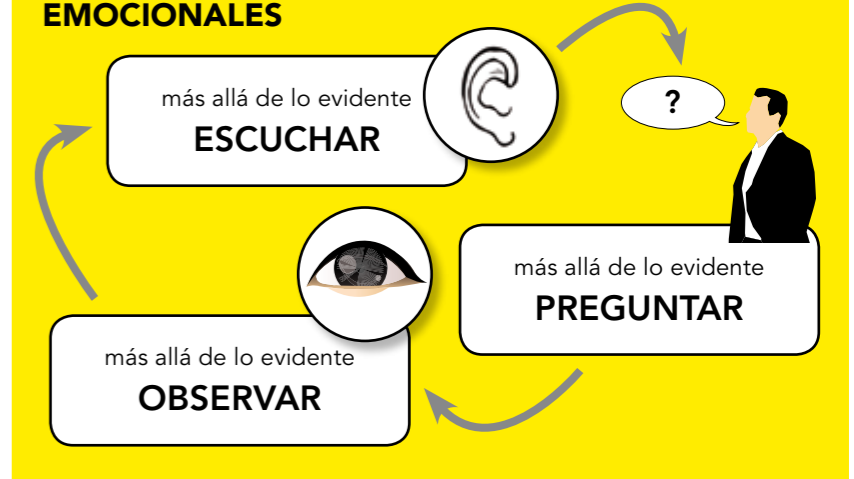 EMOCIONALES
más allá de lo evidente
ESCUCHAR
?
más allá de lo evidente
PREGUNTAR
más allá de lo evidente
OBSERVAR